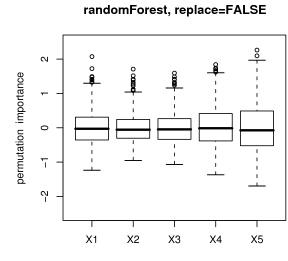 randomForest, replace=FALSE
permutation importance
2
1
0
−1
−2
X1 X2 X3 X4 X5